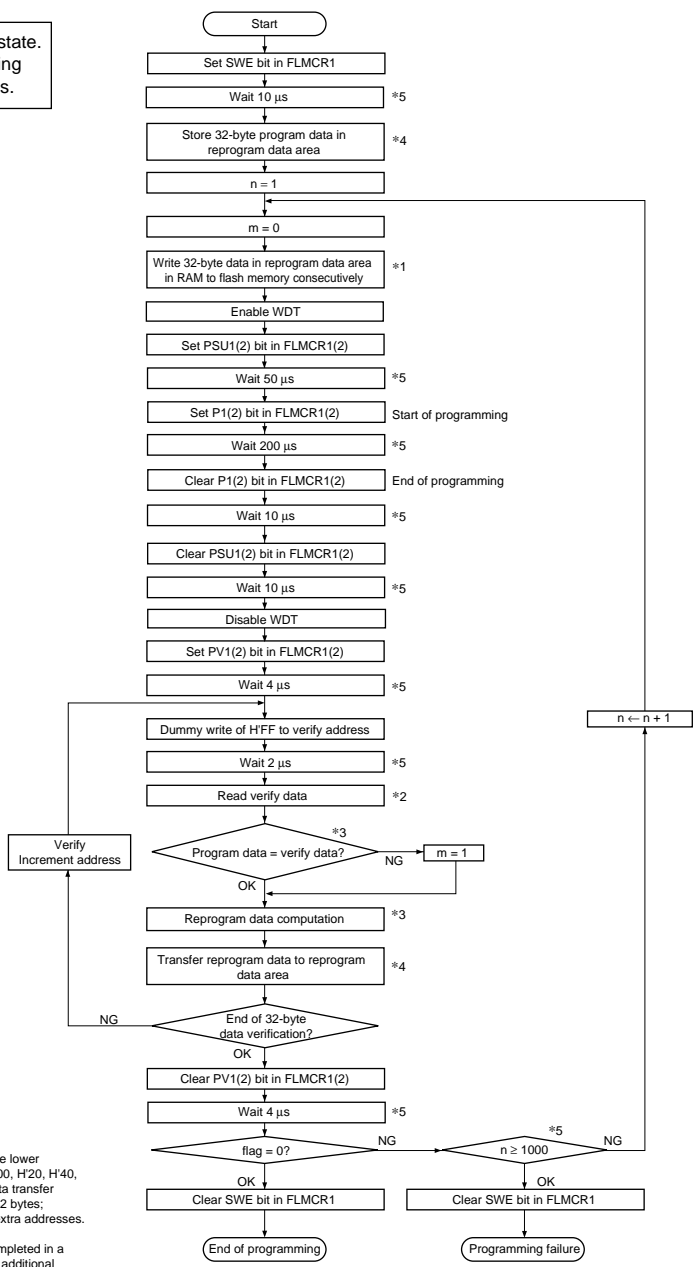 state.
ing
s.
Start
Set SWE bit in FLMCR1
Wait 10 μs
*5
Store 32-byte program data in
reprogram data area
*4
n = 1
m = 0
Write 32-byte data in reprogram data area
in RAM to flash memory consecutively
*1
Enable WDT
Set PSU1(2) bit in FLMCR1(2)
Wait 50 μs
*5
Set P1(2) bit in FLMCR1(2)
Start of programming
Wait 200 μs
*5
Clear P1(2) bit in FLMCR1(2)
End of programming
Wait 10 μs
*5
Clear PSU1(2) bit in FLMCR1(2)
Wait 10 μs
*5
Disable WDT
Set PV1(2) bit in FLMCR1(2)
Wait 4 μs
*5
n ← n + 1
Dummy write of H'FF to verify address
Wait 2 μs
*5
Read verify data
*2
Verify
Increment address
*3
Program data = verify data?
NG
m = 1
OK
Reprogram data computation
*3
Transfer reprogram data to reprogram
data area
*4
NG
End of 32-byte
data verification?
OK
Clear PV1(2) bit in FLMCR1(2)
Wait 4 μs
*5
flag = 0?
NG
*5
n ≥ 1000
NG
OK
OK
Clear SWE bit in FLMCR1
Clear SWE bit in FLMCR1
End of programming
Programming failure
e lower
00, H'20, H'40,
ta transfer
2 bytes;
extra addresses.
mpleted in a
additional